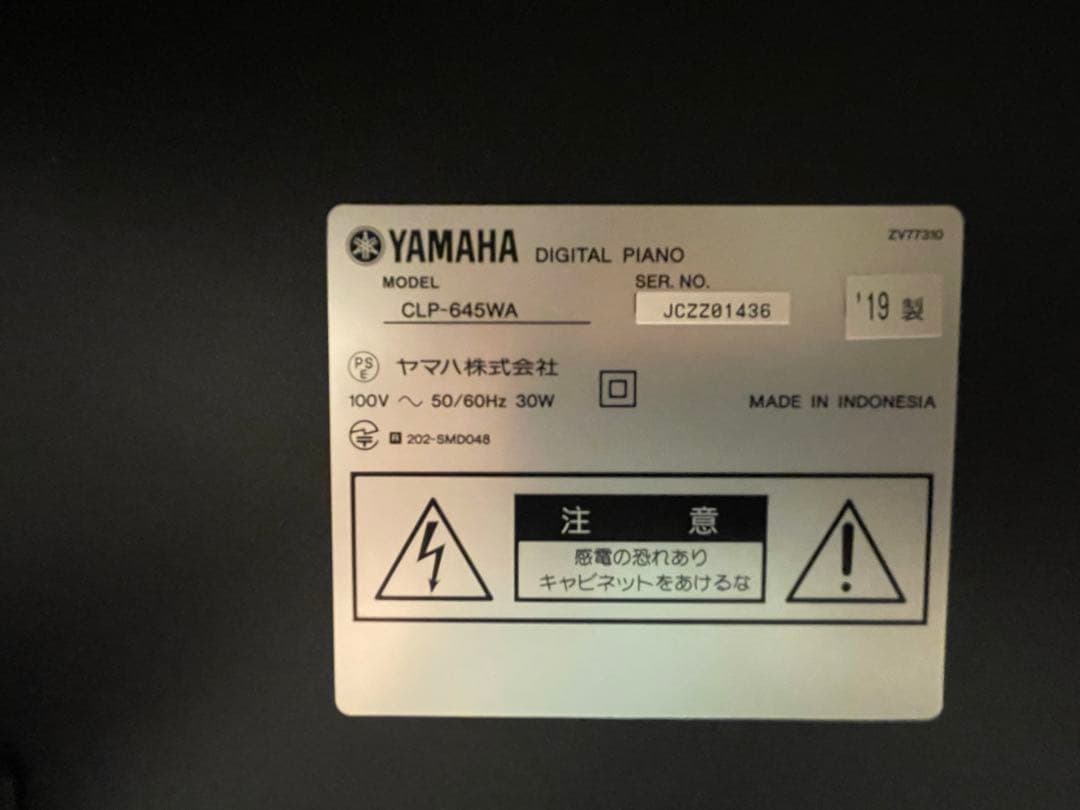 YAMAHA DIGITAL PIANO
ZV77310
MODEL
CLP-645WA
SER. NO.
JCZZ01436
'19 製
PS E ヤマハ株式会社
100V ～ 50/60Hz 30W
MADE IN INDONESIA
R 202-SMD048
注 意
感電の恐れあり
キャビネットをあけるな